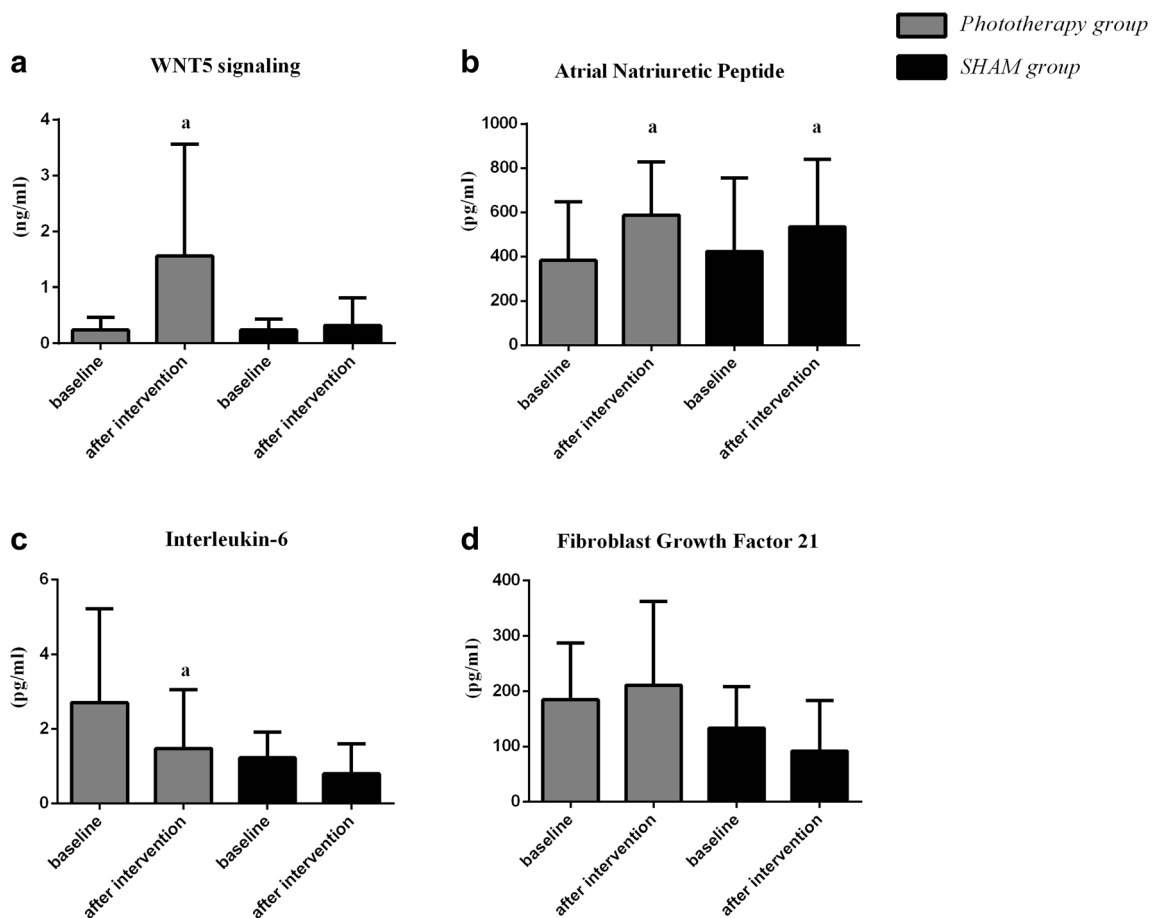 Phototherapy group
SHAM group
a
WNT5 signaling
(ng/ml)
4
3
2
1
0
a
baseline
after intervention
baseline
after intervention
b
Atrial Natriuretic Peptide
(pg/ml)
1000
800
600
400
200
0
a
a
baseline
after intervention
baseline
after intervention
c
Interleukin-6
(pg/ml)
6
4
2
0
a
baseline
after intervention
baseline
after intervention
d
Fibroblast Growth Factor 21
(pg/ml)
400
300
200
100
0
baseline
after intervention
baseline
after intervention